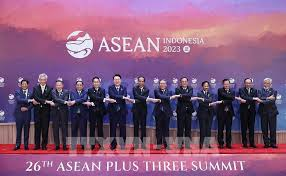 ASEAN
INDONESIA
2023
26TH ASEAN PLUS THREE SUMMIT